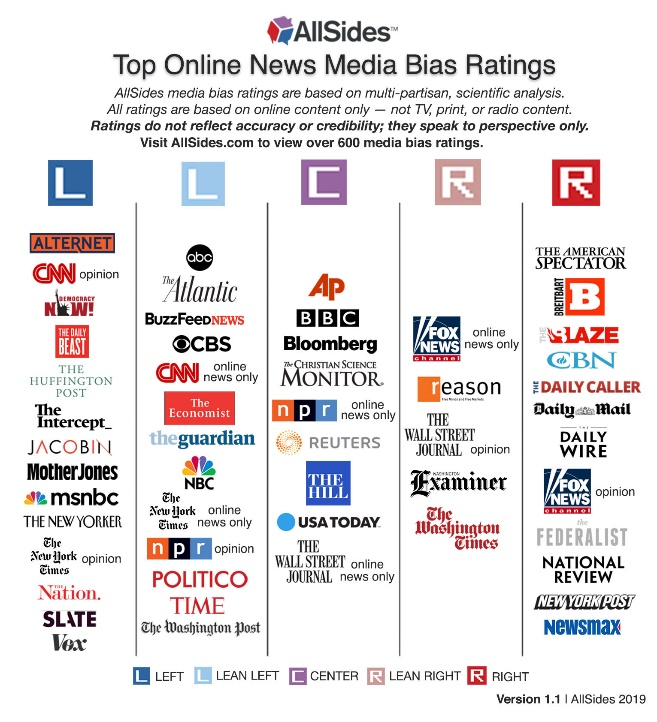 AllSides™
Top Online News Media Bias Ratings
AllSides media bias ratings are based on multi-partisan, scientific analysis.
All ratings are based on online content only — not TV, print, or radio content.
Ratings do not reflect accuracy or credibility; they speak to perspective only.
Visit AllSides.com to view over 600 media bias ratings.
L
L
C
R
R
ALTERNET
CNN opinion
DEMOCRACY
NOW!
THE DAILY
BEAST
THE
HUFFINGTON
POST
The
Intercept_
JACOBIN
Mother Jones
msnbc
THE NEW YORKER
The
New York
Times opinion
The
Nation.
SLATE
Vox
abc
The
Atlantic
BUZZFEED NEWS
CBS
CNN online
news only
The
Economist
theguardian
NBC
The
New York
Times online
news only
npr opinion
POLITICO
TIME
The Washington Post
AP
BBC
Bloomberg
The CHRISTIAN SCIENCE
MONITOR
npr online
news only
REUTERS
THE
HILL
USA TODAY
THE
WALL STREET
JOURNAL online
news only
FOX
NEWS
channel
online
news only
reason
Free Minds and Free Markets
THE
WALL STREET
JOURNAL opinion
WASHINGTON
Examiner
The
Washington
Times
THE AMERICAN
SPECTATOR
BREITBART
B
THE
BLAZE
CBN
THE DAILY CALLER
Daily Mail
THE
DAILY
WIRE
FOX
NEWS
channel
opinion
the
FEDERALIST
NATIONAL
REVIEW
NEW YORK POST
Newsmax
L LEFT
L LEAN LEFT
C CENTER
R LEAN RIGHT
R RIGHT
Version 1.1 | AllSides 2019